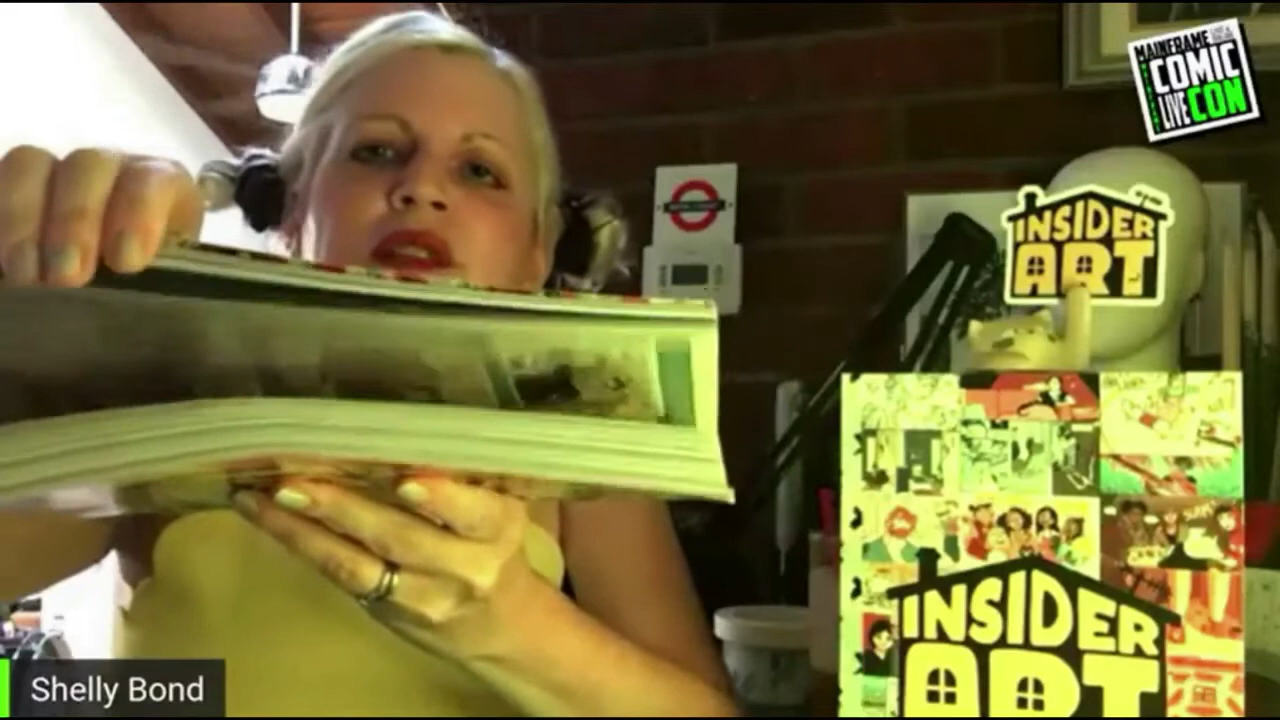 MAINFRAME
COMIC
LIVE CON
INSIDER
ART
INSIDER
ART
Shelly Bond